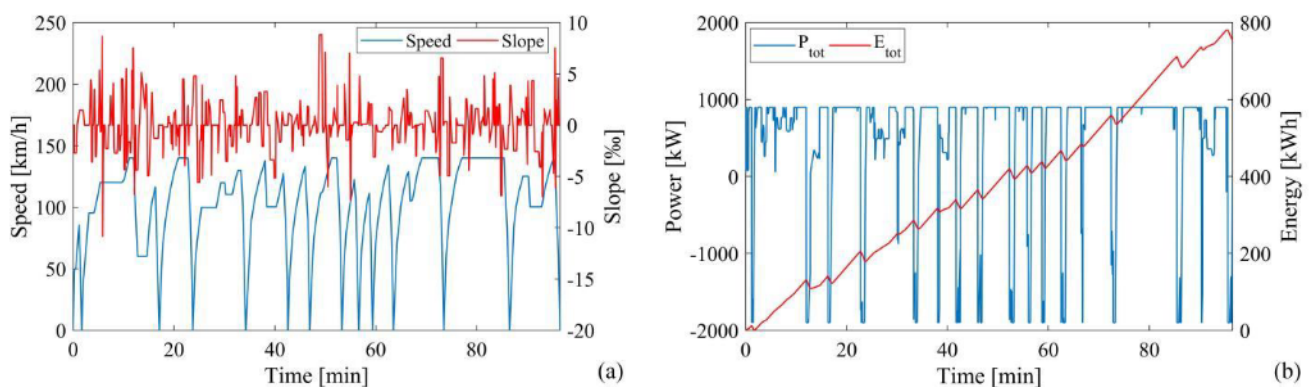 250
200
150
100
50
0
Speed [km/h]
Speed
Slope
10
5
0
-5
-10
-15
-20
Slope [‰]
0
20
40
60
80
Time [min]
(a)
2000
1000
0
-1000
-2000
Power [kW]
P_tot
E_tot
800
600
400
200
0
Energy [kWh]
0
20
40
60
80
Time [min]
(b)